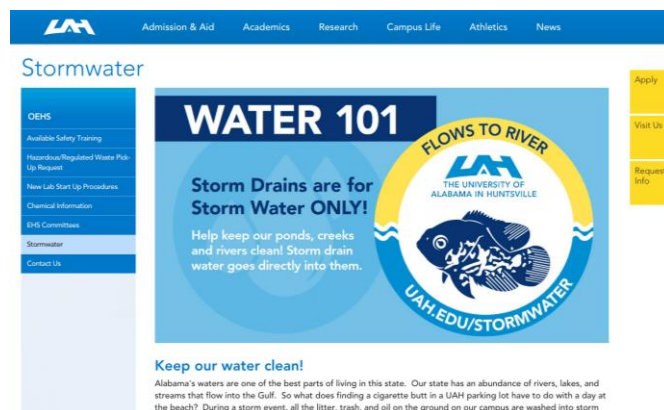 UAH
Admission & Aid
Academics
Research
Campus Life
Athletics
News
Stormwater
Apply
Visit Us
Request
Info
OEHS
Available Safety Training
Hazardous/Regulated Waste Pick-
Up Request
New Lab Start Up Procedures
Chemical Information
EHS Committees
Stormwater
Contact Us
WATER 101
Storm Drains are for
Storm Water ONLY!
Help keep our ponds, creeks
and rivers clean! Storm drain
water goes directly into them.
FLOWS TO RIVER
UAH
THE UNIVERSITY OF
ALABAMA IN HUNTSVILLE
UAH.EDU/STORMWATER
Keep our water clean!
Alabama's waters are one of the best parts of living in this state. Our state has an abundance of rivers, lakes, and
streams that flow into the Gulf. So what does finding a cigarette butt in a UAH parking lot have to do with a day at
the beach? During a storm event, all the litter, trash, and oil on the ground on our campus are washed into storm